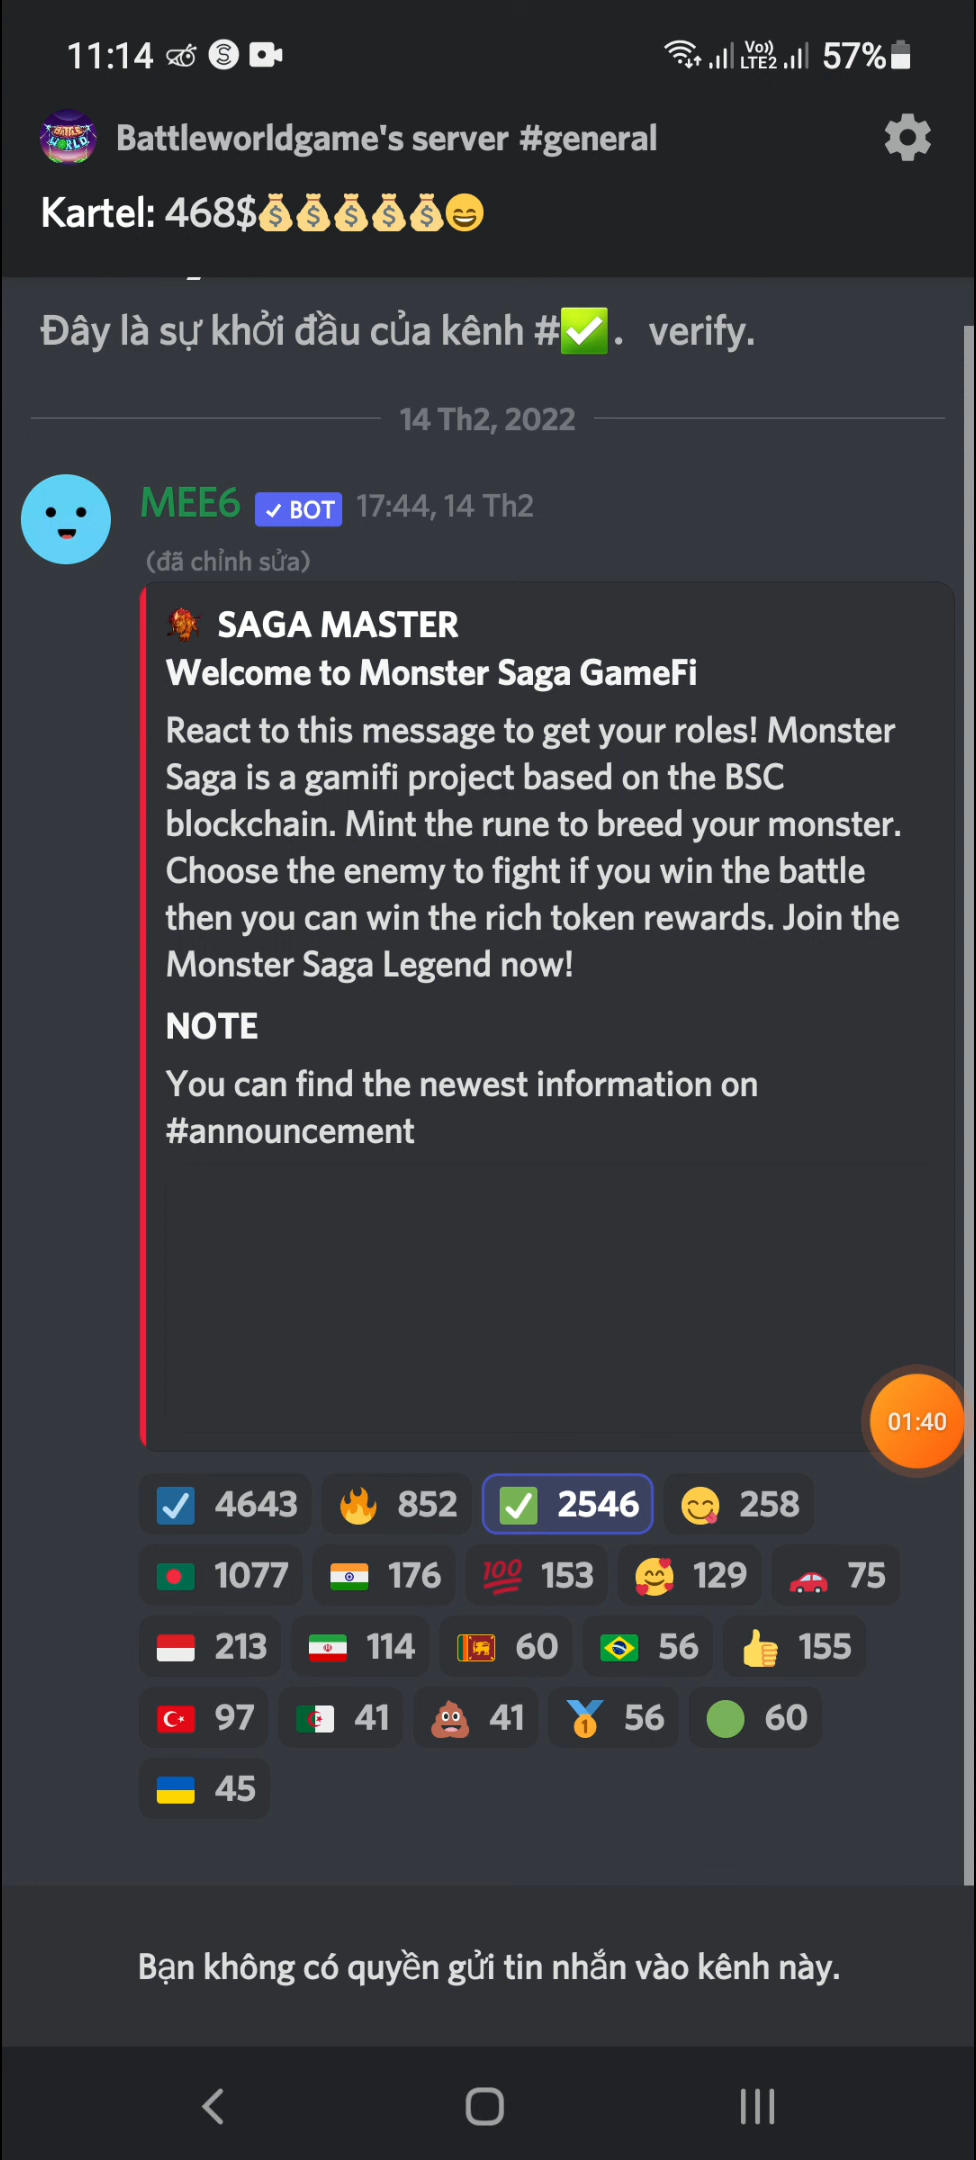 11:14 Vo)) LTE2 57%
Battleworldgame's server #general
Kartel: 468$💰💰💰💰💰😄
Đây là sự khởi đầu của kênh #✅. verify.
14 Th2, 2022
MEE6 ✓ BOT 17:44, 14 Th2
(đã chỉnh sửa)
SAGA MASTER
Welcome to Monster Saga GameFi
React to this message to get your roles! Monster
Saga is a gamifi project based on the BSC
blockchain. Mint the rune to breed your monster.
Choose the enemy to fight if you win the battle
then you can win the rich token rewards. Join the
Monster Saga Legend now!
NOTE
You can find the newest information on
#announcement
01:40
☑️ 4643 🔥 852 ✅ 2546 😋 258
🇧🇩 1077 🇮🇳 176 💯 153 🥰 129 🚗 75
🇮🇩 213 🇮🇷 114 🇱🇰 60 🇧🇷 56 👍 155
🇹🇷 97 🇩🇿 41 💩 41 🥇 56 🟢 60
🇺🇦 45
Bạn không có quyền gửi tin nhắn vào kênh này.